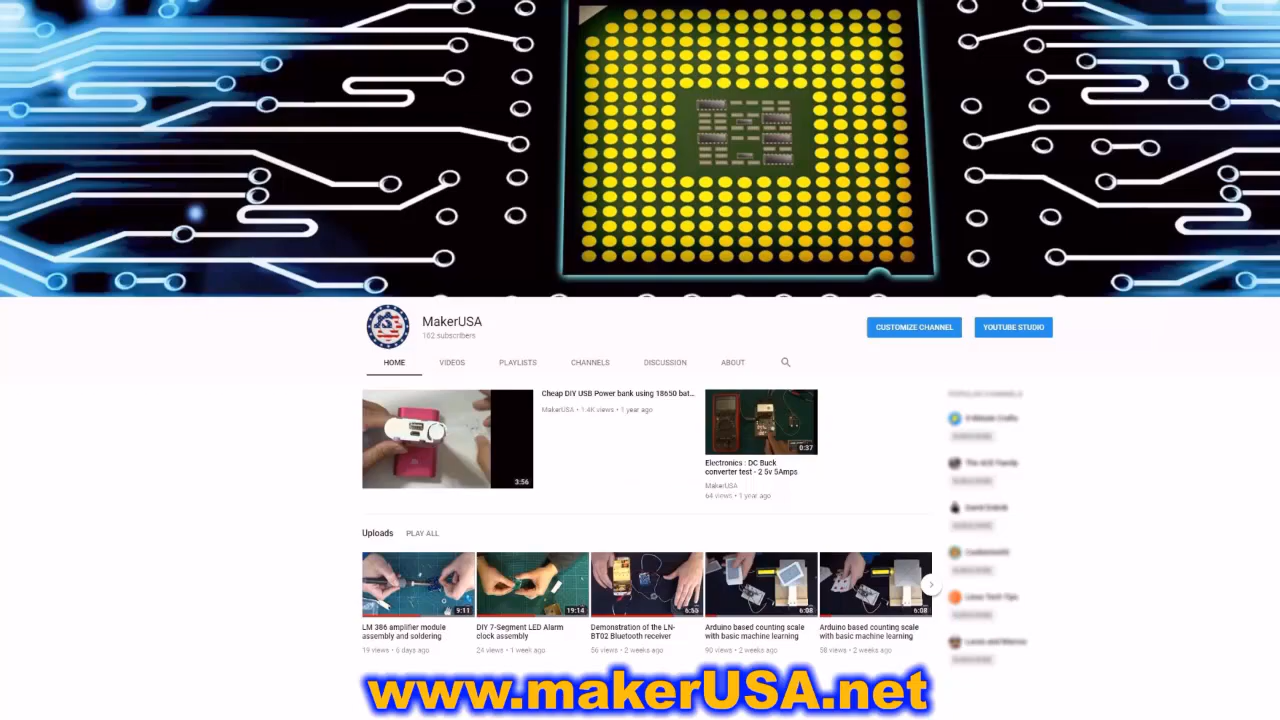 MakerUSA
162 subscribers
CUSTOMIZE CHANNEL
YOUTUBE STUDIO
HOME
VIDEOS
PLAYLISTS
CHANNELS
DISCUSSION
ABOUT
3:56
Cheap DIY USB Power bank using 18650 bat...
MakerUSA • 1.4K views • 1 year ago
0:37
Electronics : DC Buck
converter test - 2 5v 5Amps
MakerUSA
64 views • 1 year ago
Uploads
PLAY ALL
9:11
LM 386 amplifier module
assembly and soldering
19 views • 6 days ago
19:14
DIY 7-Segment LED Alarm
clock assembly
24 views • 1 week ago
6:50
Demonstration of the LN-
BT02 Bluetooth receiver
56 views • 2 weeks ago
6:08
Arduino based counting scale
with basic machine learning
90 views • 2 weeks ago
6:08
Arduino based counting scale
with basic machine learning
58 views • 2 weeks ago
www.makerUSA.net